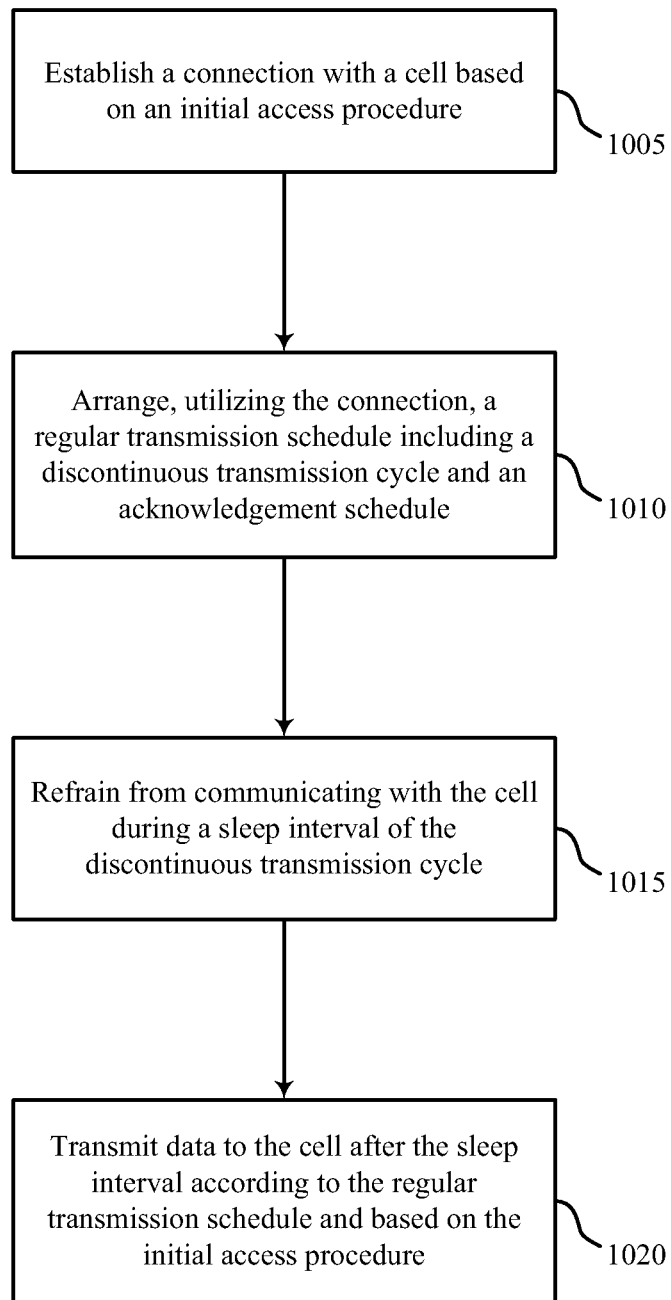 Establish a connection with a cell based
on an initial access procedure
1005
Arrange, utilizing the connection, a
regular transmission schedule including a
discontinuous transmission cycle and an
acknowledgement schedule
1010
Refrain from communicating with the cell
during a sleep interval of the
discontinuous transmission cycle
1015
Transmit data to the cell after the sleep
interval according to the regular
transmission schedule and based on the
initial access procedure
1020